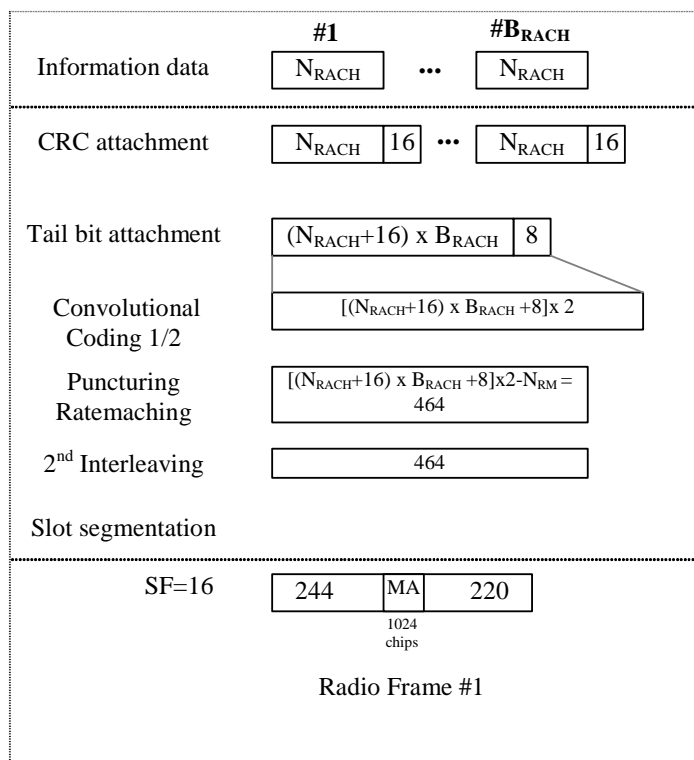 #1 #B_RACH
Information data N_RACH ••• N_RACH
CRC attachment N_RACH 16 ••• N_RACH 16
Tail bit attachment (N_RACH+16) x B_RACH 8
Convolutional
Coding 1/2
[(N_RACH+16) x B_RACH +8]x 2
Puncturing
Ratemaching
[(N_RACH+16) x B_RACH +8]x2-N_RM =
464
2nd Interleaving 464
Slot segmentation
SF=16 244 MA 220
1024
chips
Radio Frame #1